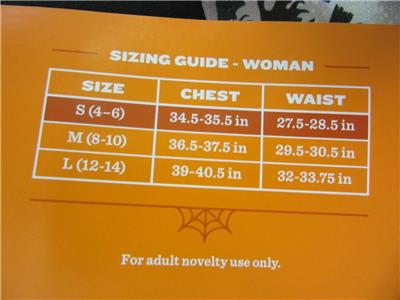 SIZING GUIDE - WOMAN
SIZE CHEST WAIST
S (4-6) 34.5-35.5 in 27.5-28.5 in
M (8-10) 36.5-37.5 in 29.5-30.5 in
L (12-14) 39-40.5 in 32-33.75 in
For adult novelty use only.